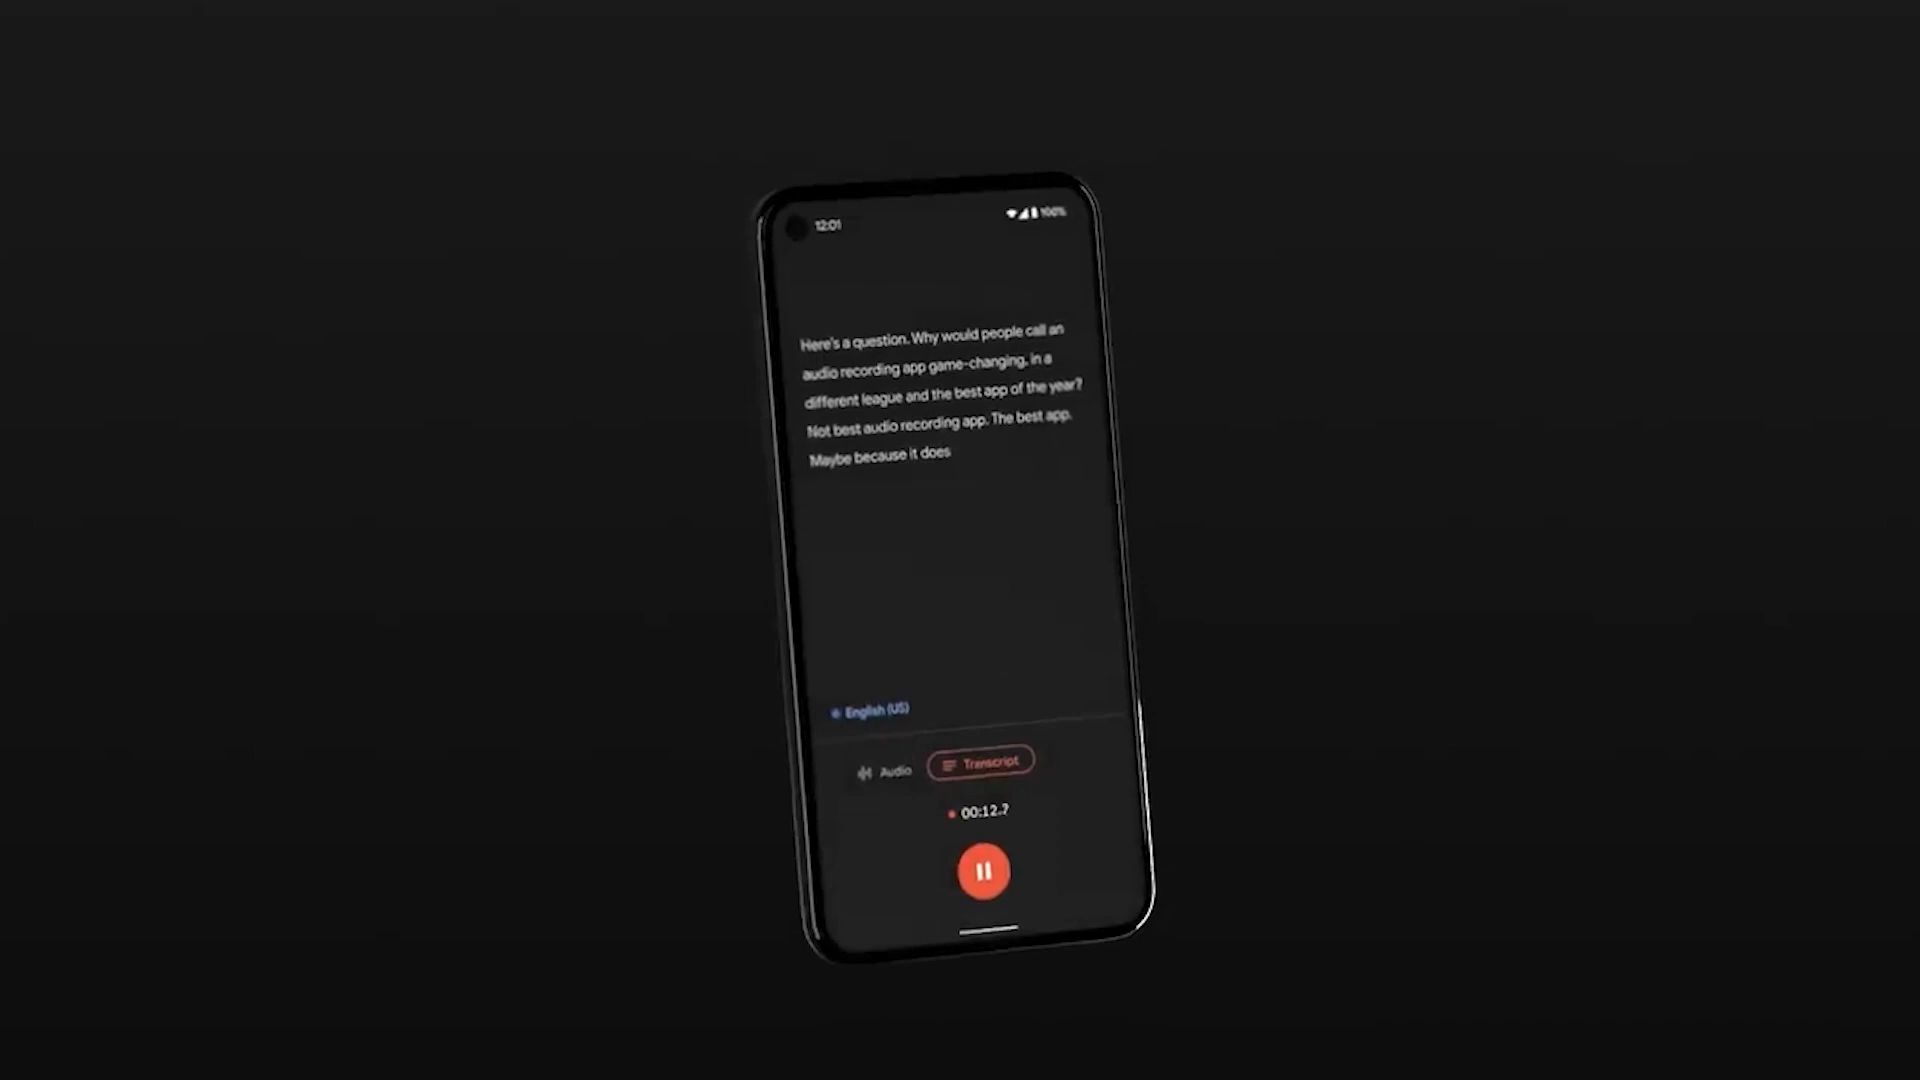 12:01
100%
Here's a question. Why would people call an
audio recording app game-changing, in a
different league and the best app of the year?
Not best audio recording app. The best app.
Maybe because it does
English (US)
Audio
Transcript
00:12.7